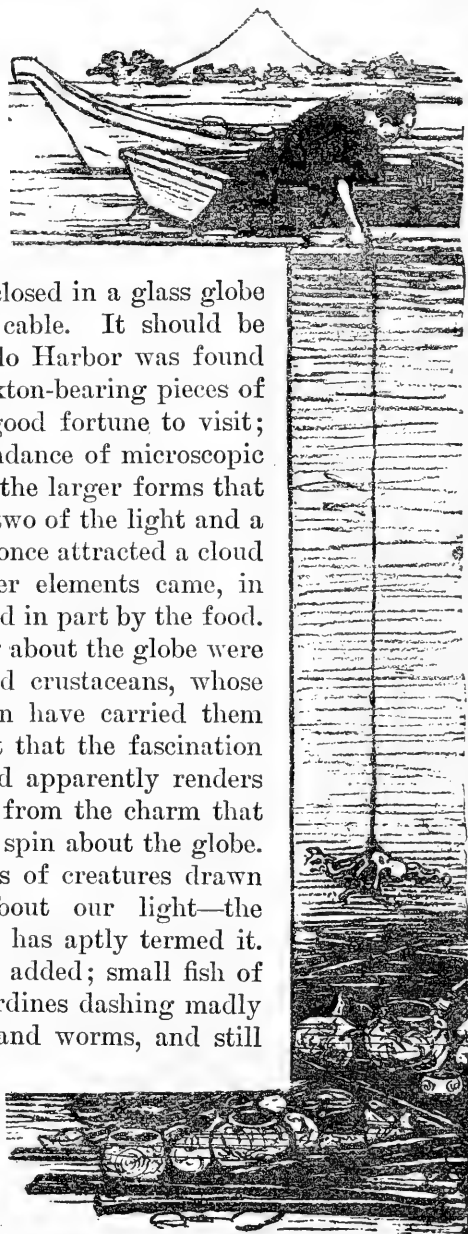 closed in a glass globe
cable. It should be
lo Harbor was found
kton-bearing pieces of
good fortune to visit;
ndance of microscopic
the larger forms that
two of the light and a
once attracted a cloud
er elements came, in
d in part by the food.
r about the globe were
d crustaceans, whose
n have carried them
t that the fascination
d apparently renders
from the charm that
spin about the globe.
s of creatures drawn
bout our light—the
has aptly termed it.
added; small fish of
rdines dashing madly
and worms, and still